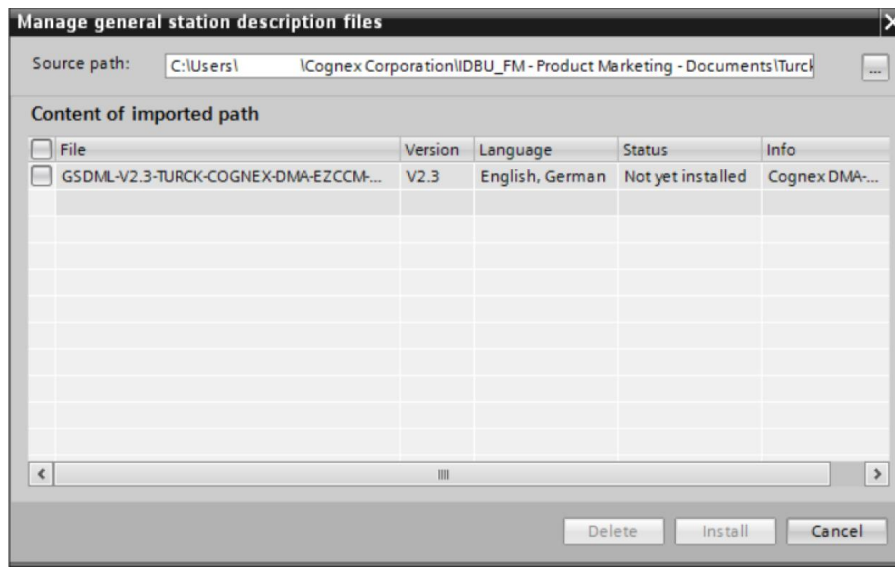 Manage general station description files
Source path: C:\Users\ \Cognex Corporation\IDBU_FM - Product Marketing - Documents\Turck ...
Content of imported path
File Version Language Status Info
GSDML-V2.3-TURCK-COGNEX-DMA-EZCCM-... V2.3 English, German Not yet installed Cognex DMA-...
Delete Install Cancel